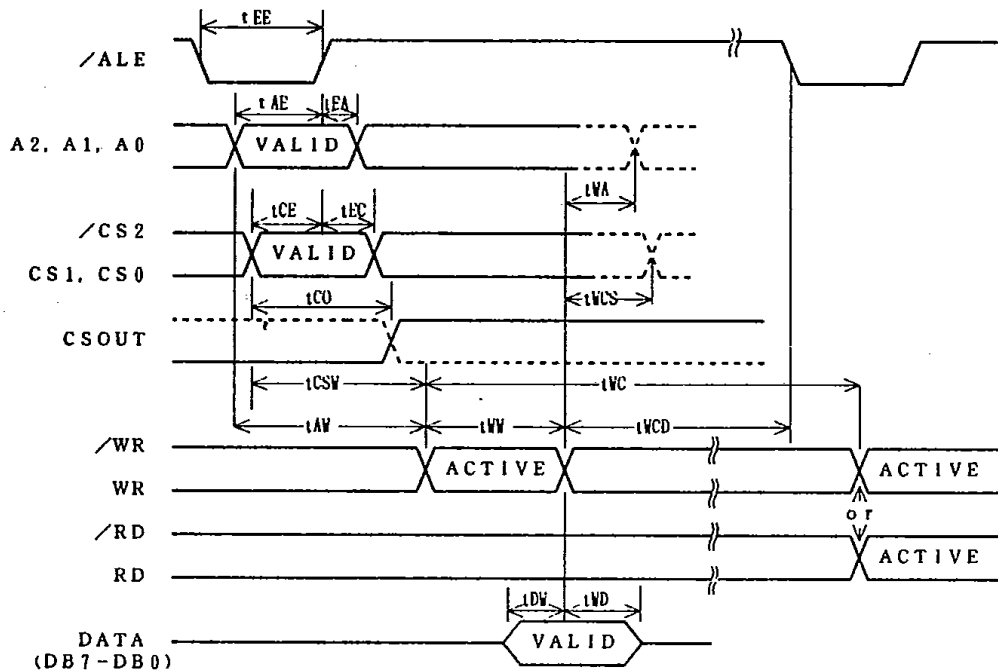 tEE
/ALE
tAE tEA
A2, A1, A0 VALID
tWA
tCE tEC
/CS2
VALID
CS1, CS0
tWCS
tCO
CSOUT
tCSW tWC
tAW tWW tWCD
/WR
ACTIVE ACTIVE
WR
or
/RD
ACTIVE
RD
tDW tWD
DATA VALID
(DB7-DB0)